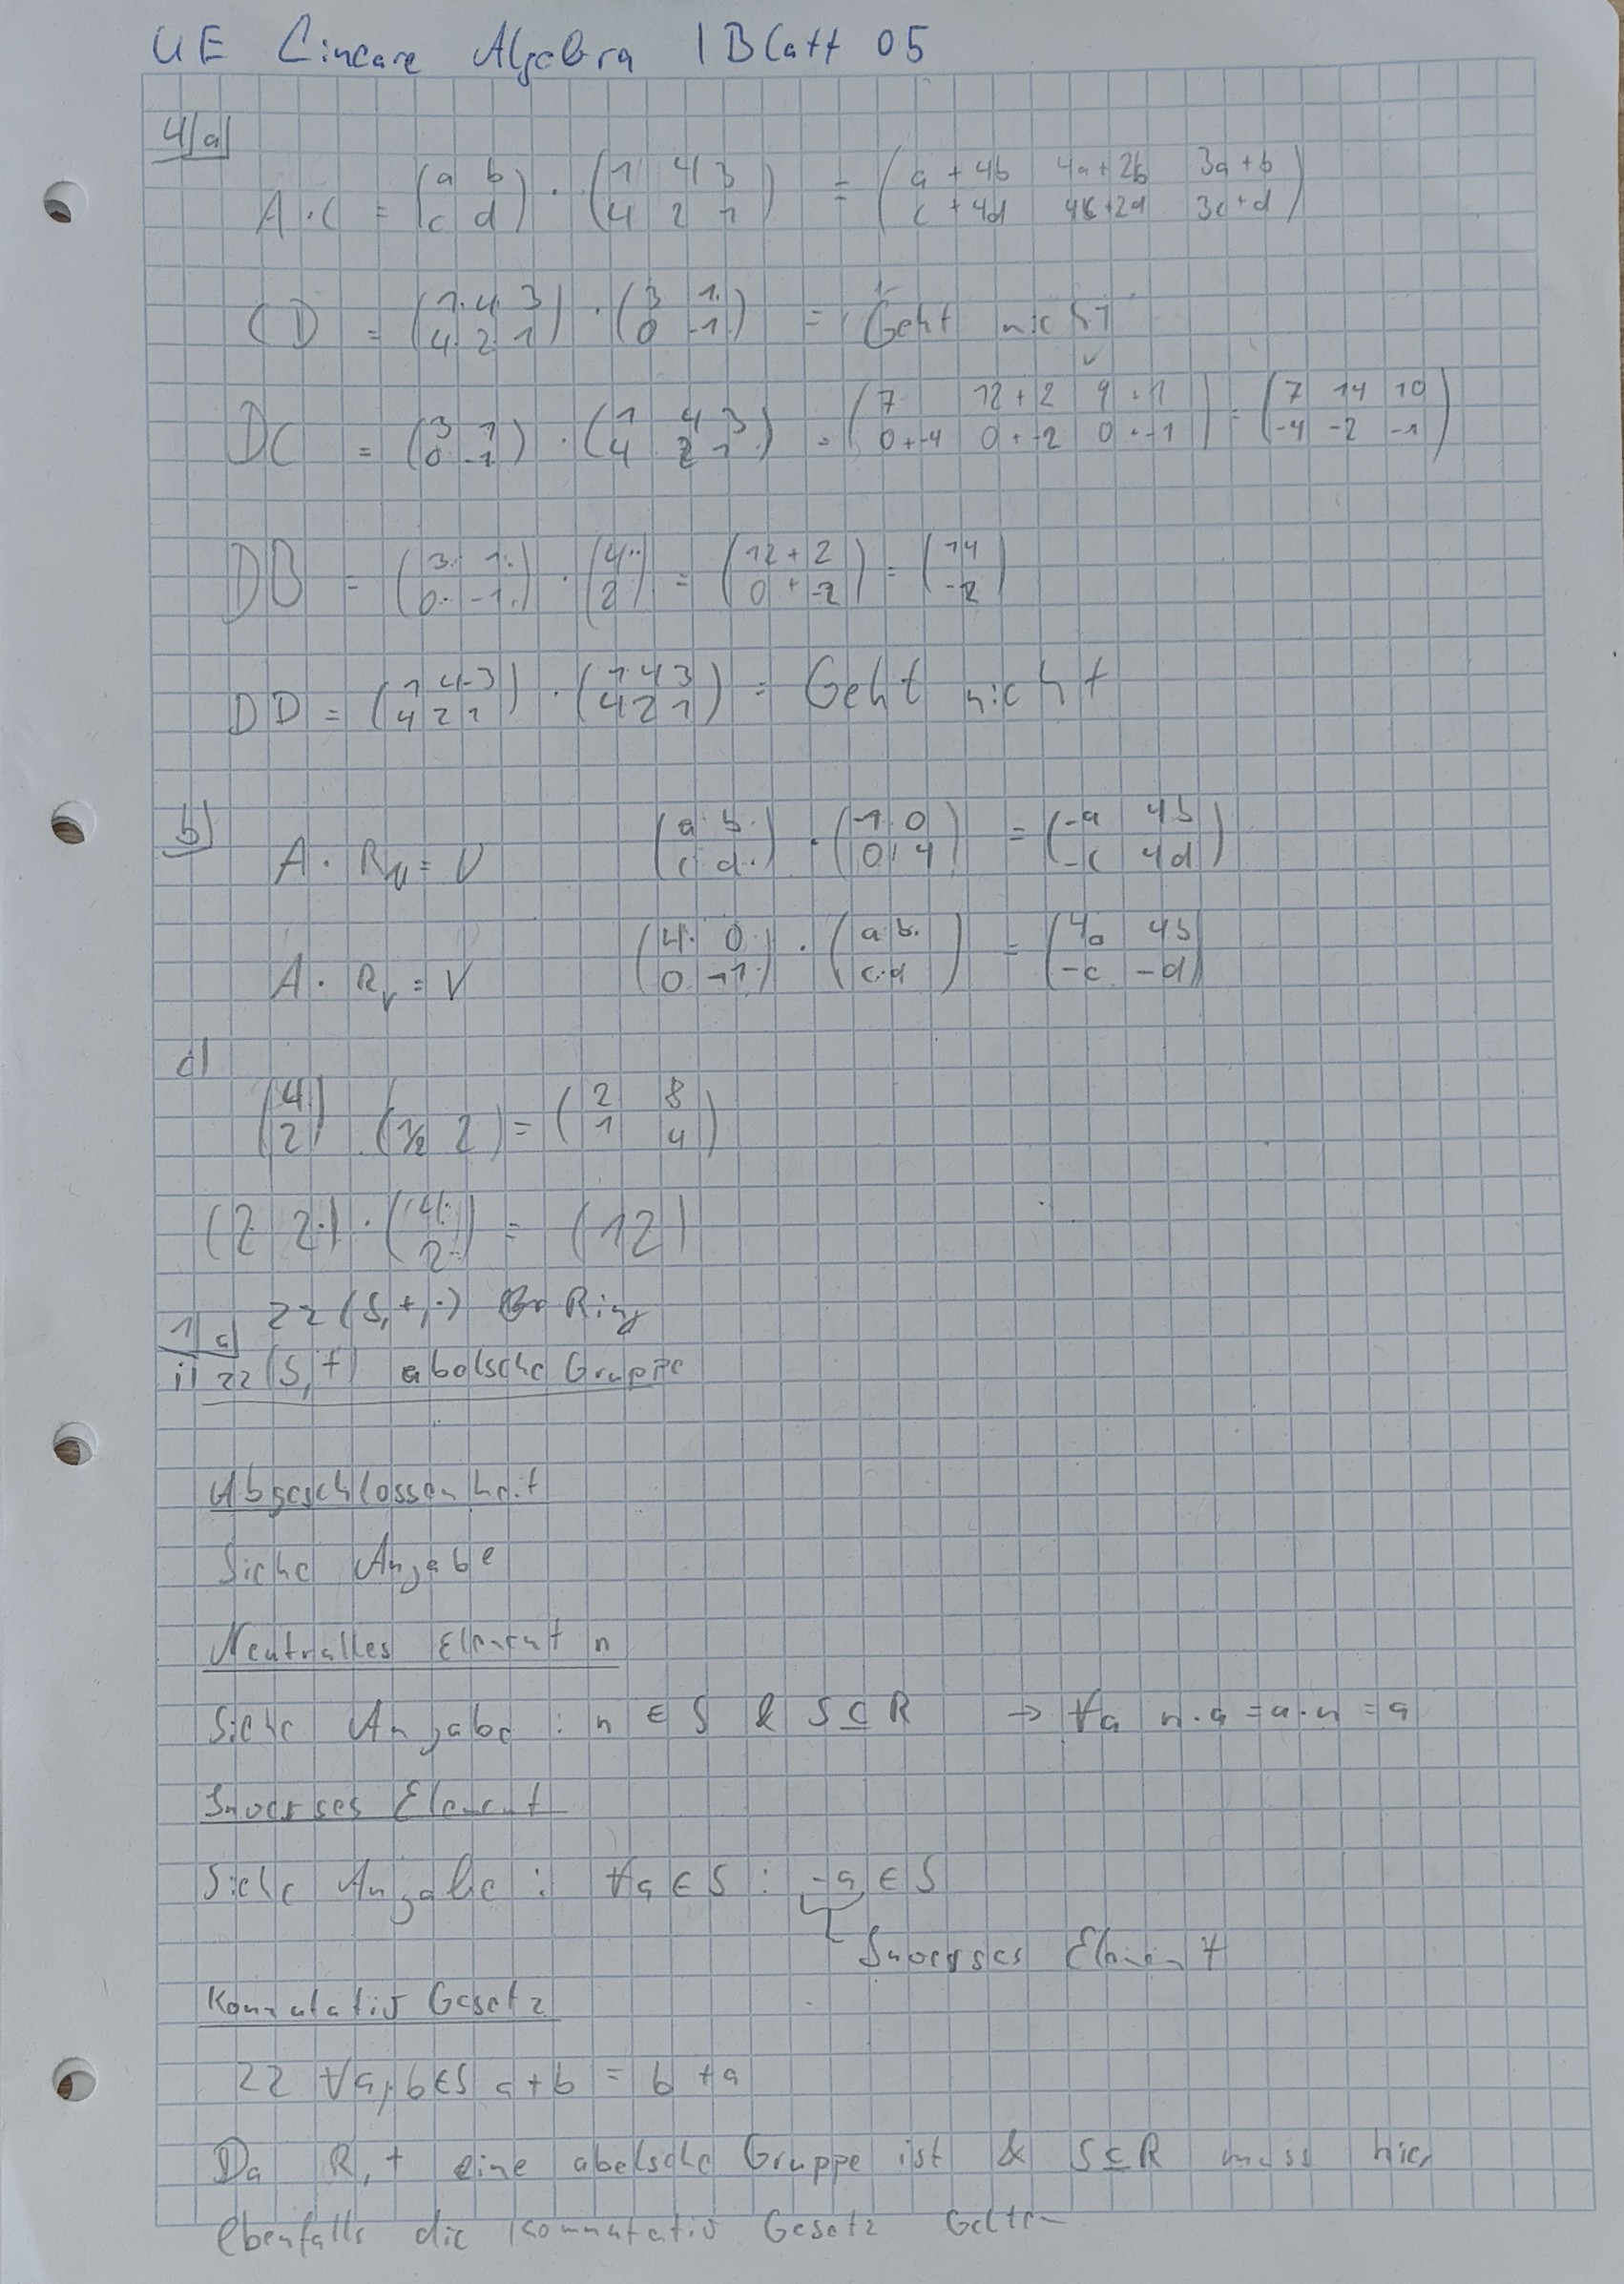 UE Lineare Algebra 1 Blatt 05
4 a)
A · C = (a b; c d) · (1 4 3; 4 2 1) = (a + 4b 4a + 2b 3a + b; c + 4d 4c + 2d 3c + d)
CD = (1 4 3; 4 2 1) · (3 1; 0 -1) = Geht nicht
DC = (3 1; 0 -1) · (1 4 3; 4 2 1) = (7 12 + 2 9 + 1; 0 + -4 0 + -2 0 + -1) = (7 14 10; -4 -2 -1)
DB = (3 1; 0 -1) · (4; 2) = (12 + 2; 0 + -2) = (14; -2)
DD = (1 4 3; 4 2 1) · (1 4 3; 4 2 1) = Geht nicht
b)
A · = V (a b; c d) · (-1 0; 0 4) = (-a 4b; -c 4d)
A · = V (4 0; 0 -1) · (a b; c d) = (4a 4b; -c -d)
c)
(4; 2) · (1/2 2) = (2 8; 1 4)
(2 2) · (4; 2) = (12)
1 c) zz (S, +, ·) Ring
i) zz (S, +) abelsche Gruppe
Abgeschlossenheit
Siehe Angabe
Neutralles Element n
Siehe Angabe : n ∈ S & S ⊆ R → ∀a n · a = a · n = a
Inverses Element
Siehe Angabe : ∀a ∈ S : -a ∈ S
Inverses Element
Kommutativ Gesetz
zz ∀a, b ∈ S a + b = b + a
Da R, + eine abelsche Gruppe ist & S ⊆ R muss hier
ebenfalls die Kommutativ Gesetz Gelten